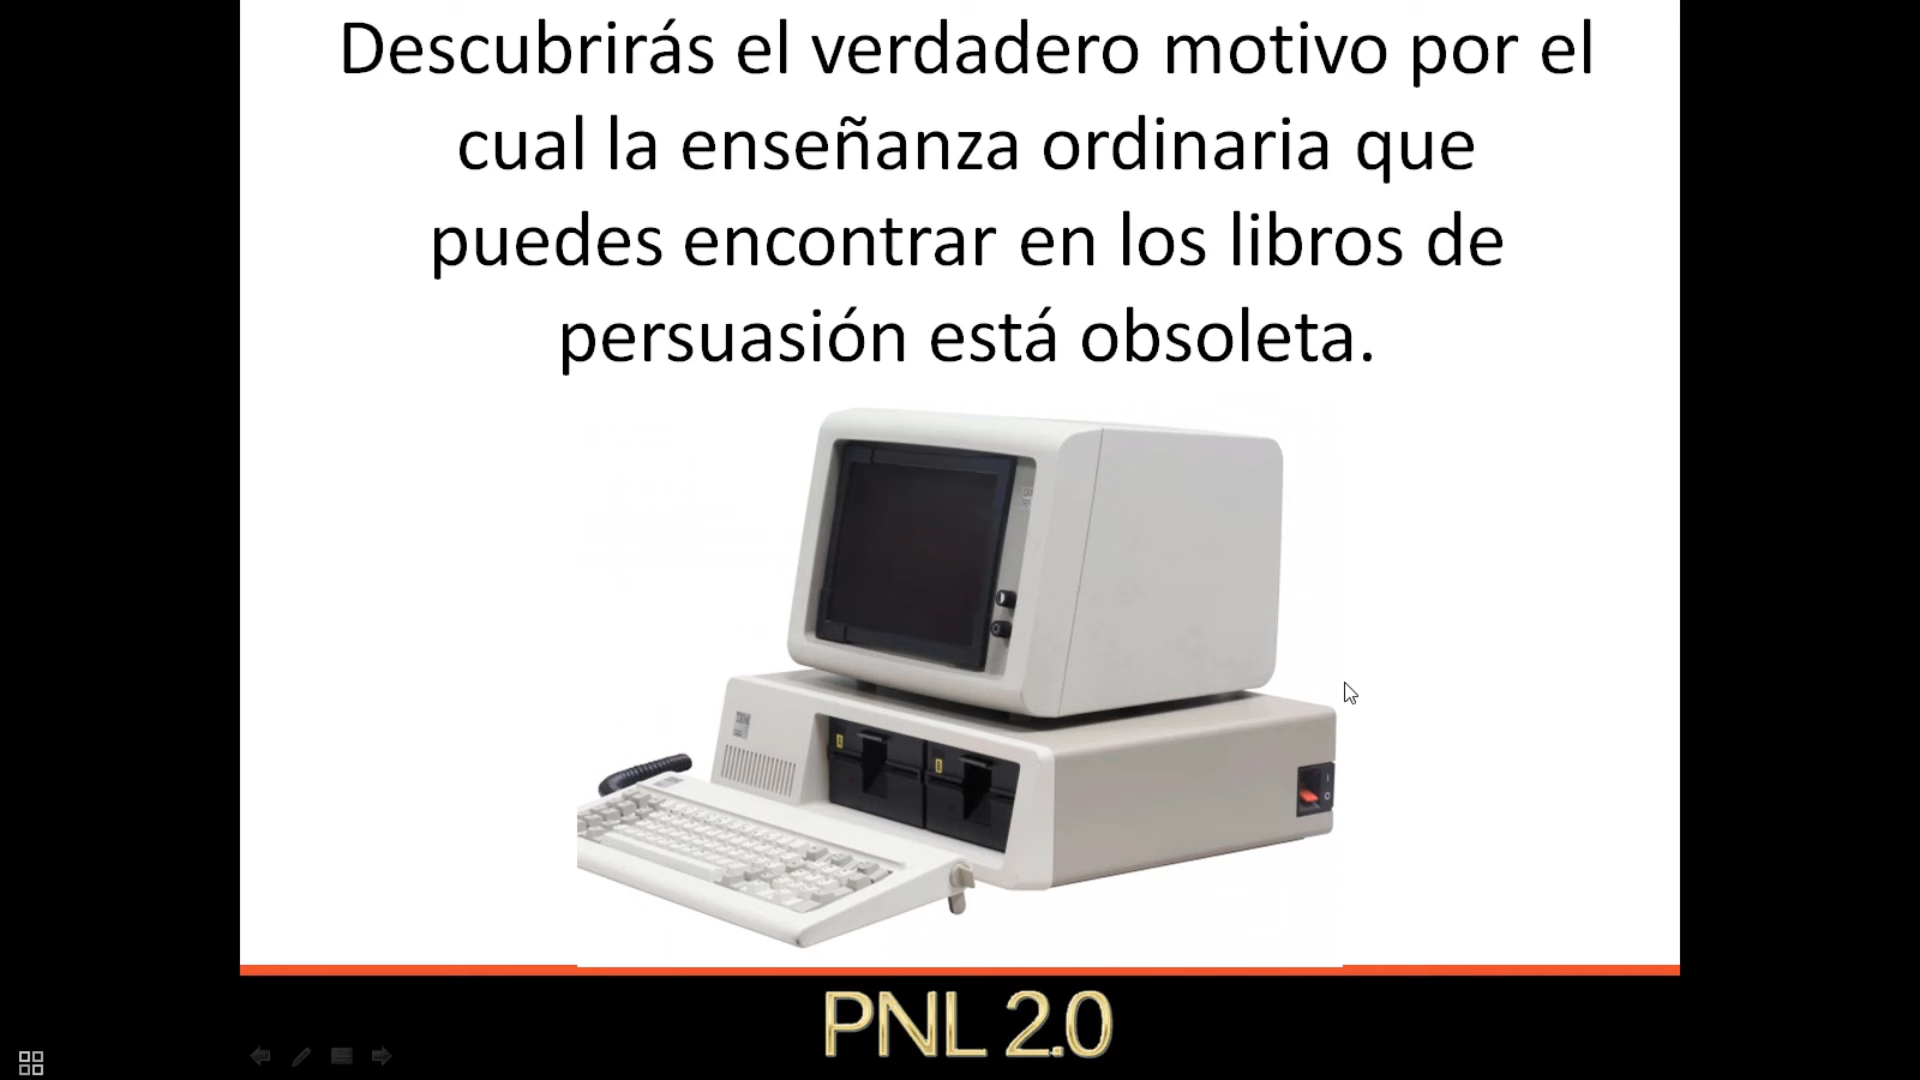 Descubrirás el verdadero motivo por el
cual la enseñanza ordinaria que
puedes encontrar en los libros de
persuasión está obsoleta.
PNL 2.0